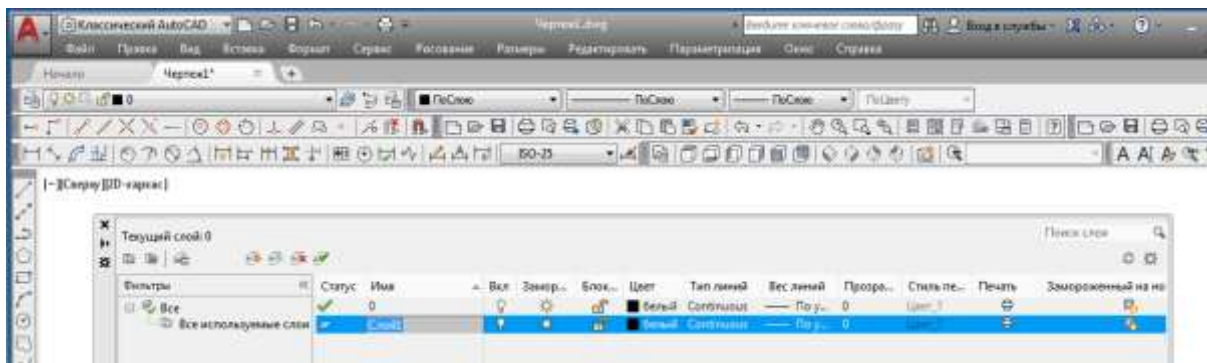 Классический AutoCAD Чертеж1.dwg Введите ключевое слово/фразу Вход в службы
Файл Правка Вид Вставка Формат Сервис Рисование Размеры Редактировать Параметризация Окно Справка
Начало Чертеж1*
0 ПоСлою ПоСлою ПоСлою ПоЦвету
ISO-25
[−][Сверху][2D-каркас]
Текущий слой: 0 Поиск слоя
Фильтры Статус Имя Вкл Замор... Блок... Цвет Тип линий Вес линий Прозра... Стиль пе... Печать Замороженный на но
Все 0 белый Continuous По у... 0 Цвет_7
Все используемые слои Слой1 белый Continuous По у... 0